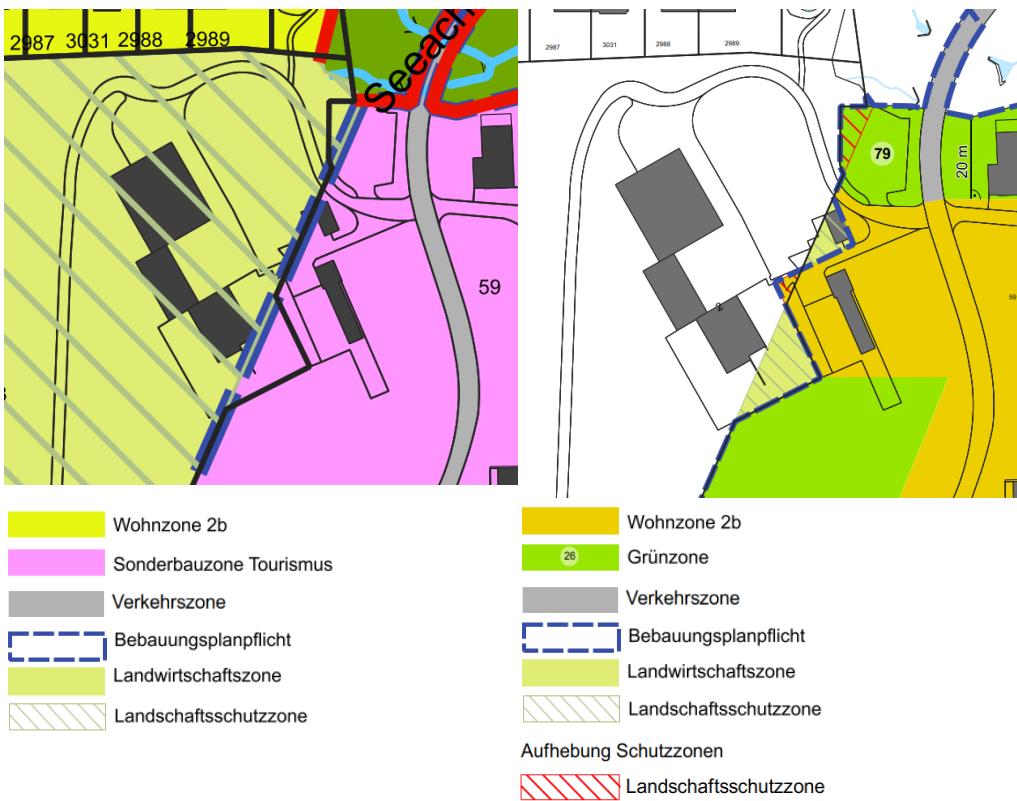 2987 3031 2988 2989
Seeach
59
2987 3031 2988 2989
79
20 m
2
59
Wohnzone 2b
Sonderbauzone Tourismus
Verkehrszone
Bebauungsplanpflicht
Landwirtschaftszone
Landschaftsschutzzone
Wohnzone 2b
26 Grünzone
Verkehrszone
Bebauungsplanpflicht
Landwirtschaftszone
Landschaftsschutzzone
Aufhebung Schutzzonen
Landschaftsschutzzone